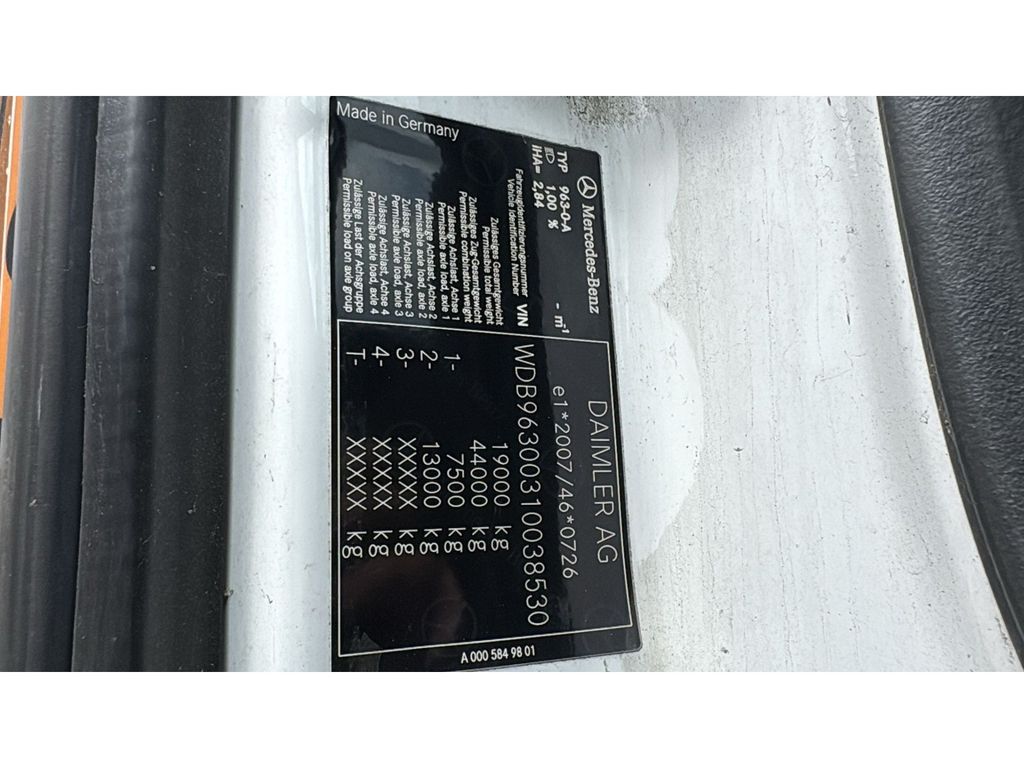 Mercedes-Benz
TYP 963-0-A
1,00 % - m-1
IHA= 2,84
DAIMLER AG
e1*2007/46*0726
Fahrzeugidentifizierungsnummer
Vehicle Identification Number VIN WDB96300310038530
Zulässiges Gesamtgewicht
Permissible total weight 19000 kg
Zulässiges Zug-Gesamtgewicht
Permissible combination weight 44000 kg
Zulässige Achslast, Achse 1
Permissible axle load, axle 1 1- 7500 kg
Zulässige Achslast, Achse 2
Permissible axle load, axle 2 2- 13000 kg
Zulässige Achslast, Achse 3
Permissible axle load, axle 3 3- XXXXX kg
Zulässige Achslast, Achse 4
Permissible axle load, axle 4 4- XXXXX kg
Zulässige Last der Achsgruppe
Permissible load on axle group T- XXXXX kg
Made in Germany
A 000 584 98 01